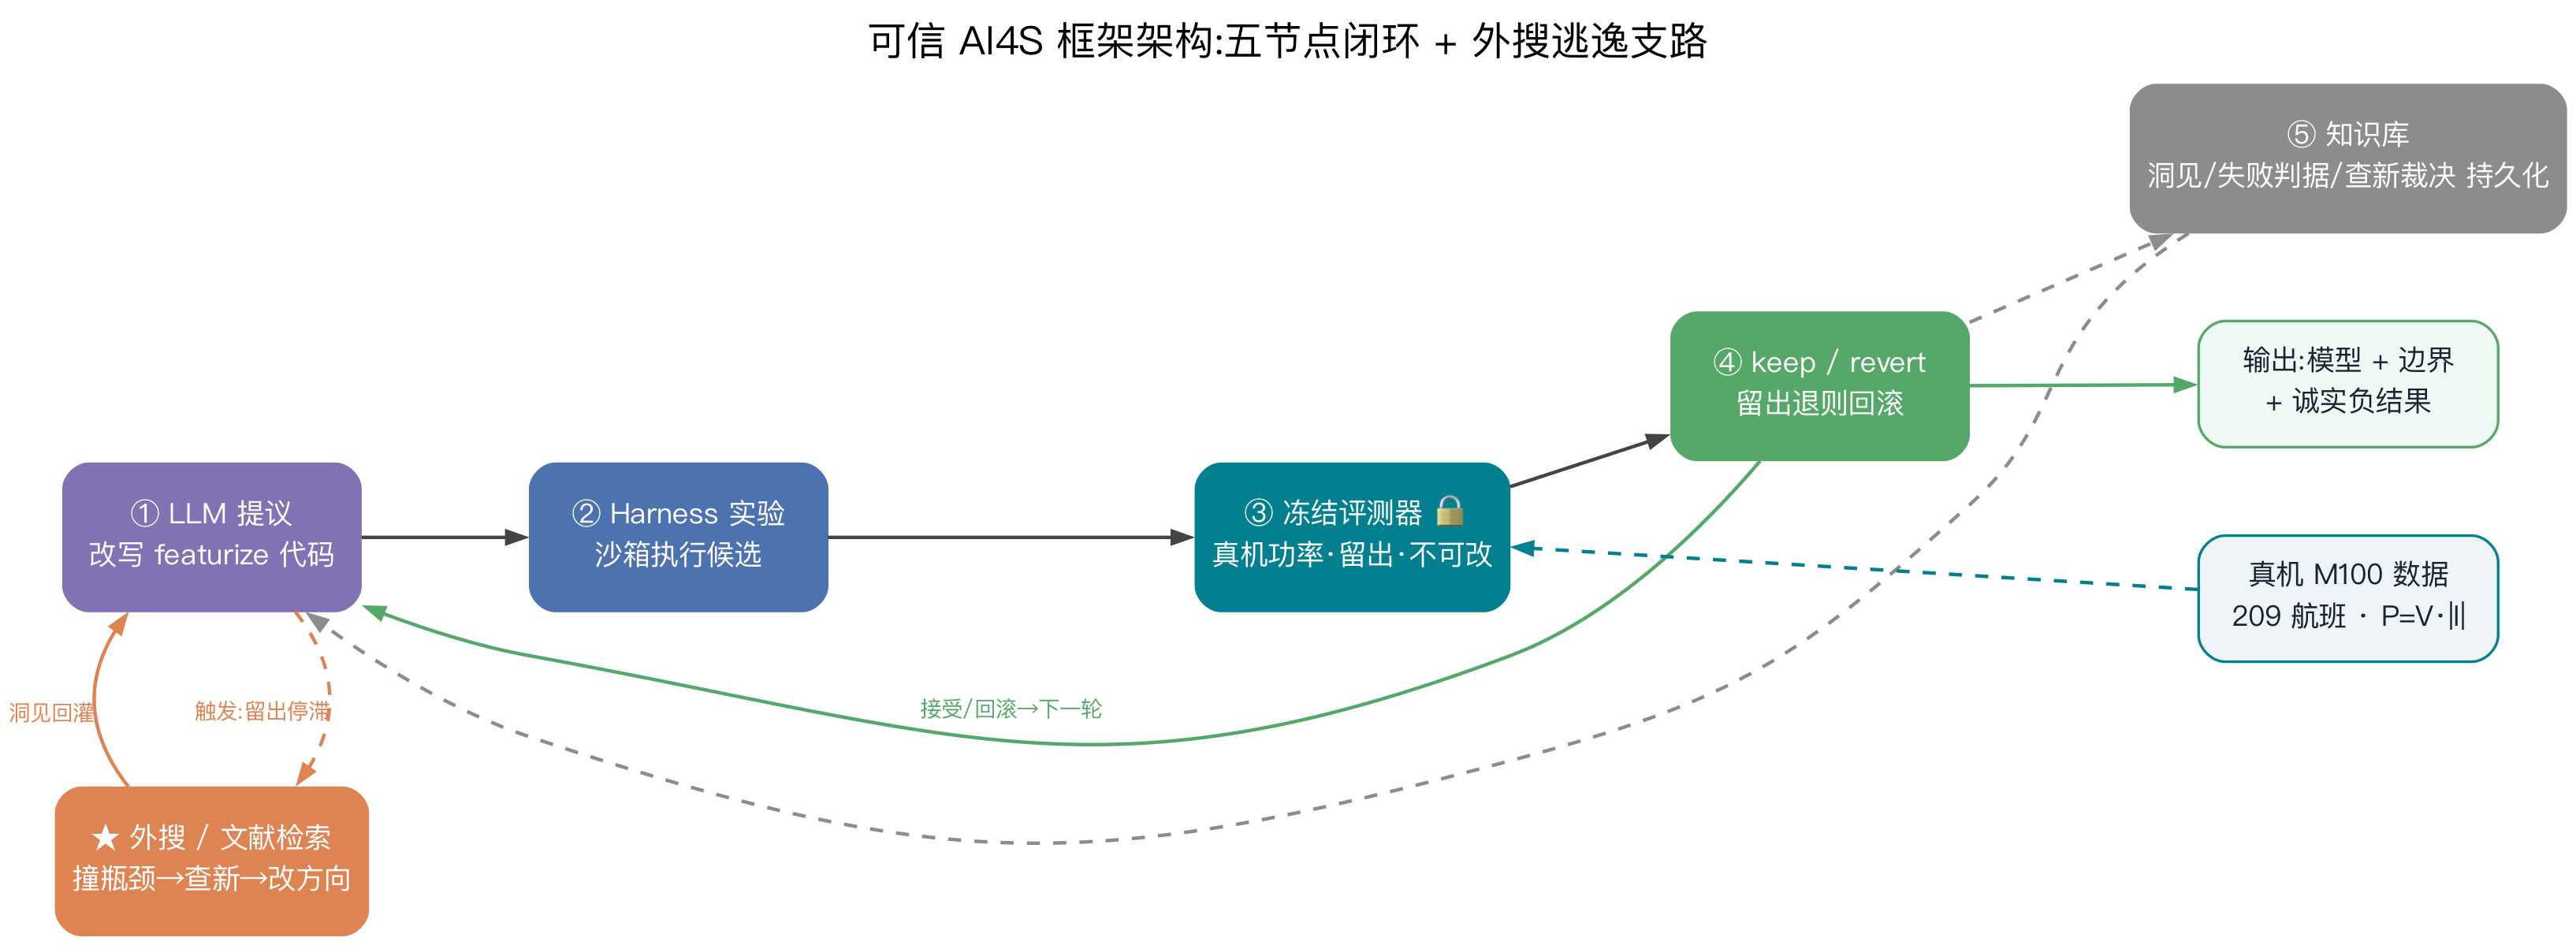 可信 AI4S 框架架构:五节点闭环 + 外搜逃逸支路
⑤ 知识库
洞见/失败判据/查新裁决 持久化
④ keep / revert
留出退则回滚
输出:模型 + 边界
+ 诚实负结果
① LLM 提议
改写 featurize 代码
② Harness 实验
沙箱执行候选
③ 冻结评测器 🔒
真机功率·留出·不可改
真机 M100 数据
209 航班 · P=V·|I|
洞见回灌
触发:留出停滞
接受/回滚→下一轮
★ 外搜 / 文献检索
撞瓶颈→查新→改方向